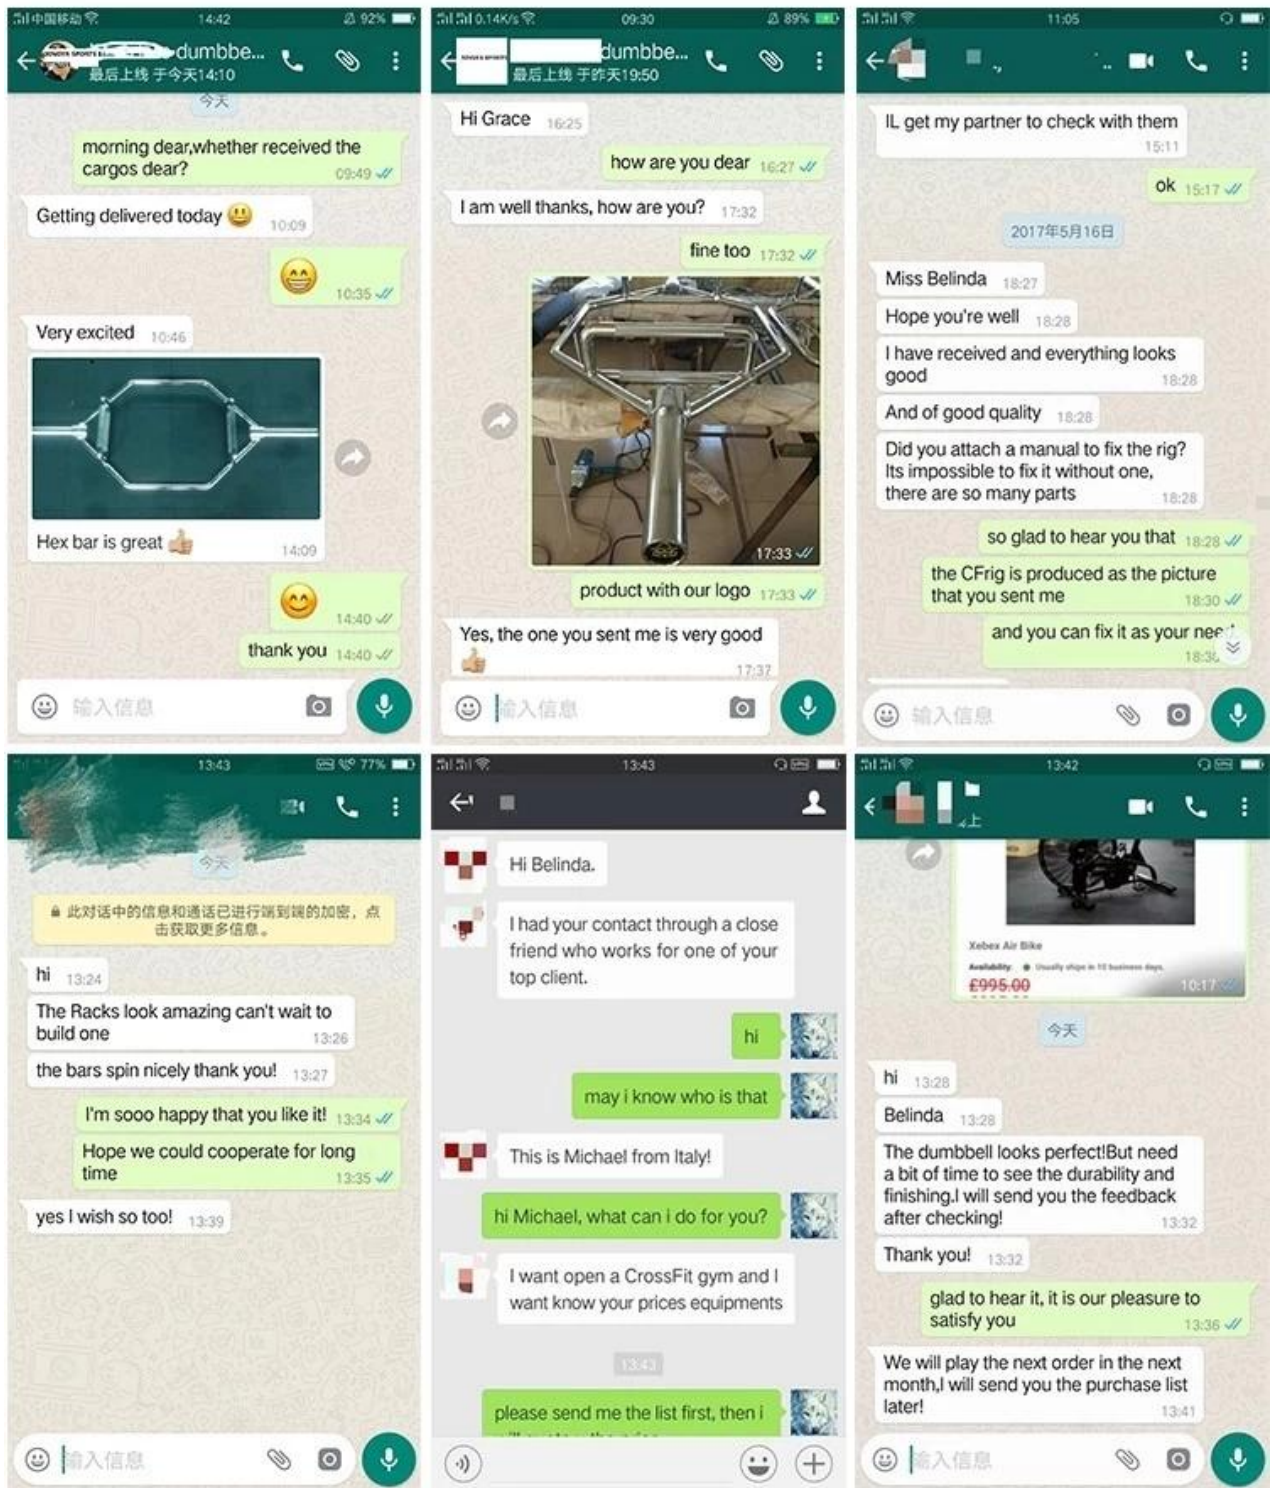 中国移动
14:42
92%
dumbbe...
最后上线 于今天14:10
今天
morning dear,whether received the
cargos dear?
09:49
Getting delivered today
10:09
10:35
Very excited
10:46
Hex bar is great
14:09
14:40
thank you
14:40
输入信息
0.14K/s
09:30
89%
dumbbe...
最后上线 于昨天19:50
Hi Grace
16:25
how are you dear
16:27
I am well thanks, how are you?
17:32
fine too
17:32
17:33
product with our logo
17:33
Yes, the one you sent me is very good
17:37
输入信息
11:05
IL get my partner to check with them
15:11
ok
15:17
2017年5月16日
Miss Belinda
18:27
Hope you're well
18:28
I have received and everything looks
good
18:28
And of good quality
18:28
Did you attach a manual to fix the rig?
Its impossible to fix it without one,
there are so many parts
18:28
so glad to hear you that
18:28
the CFrig is produced as the picture
that you sent me
18:30
and you can fix it as your need
输入信息
13:43
77%
今天
此对话中的信息和通话已进行端到端的加密，点
击获取更多信息。
hi
13:24
The Racks look amazing can't wait to
build one
13:26
the bars spin nicely thank you!
13:27
I'm sooo happy that you like it!
13:34
Hope we could cooperate for long
time
13:35
yes I wish so too!
13:39
输入信息
13:43
Hi Belinda.
I had your contact through a close
friend who works for one of your
top client.
hi
may i know who is that
This is Michael from Italy!
hi Michael, what can i do for you?
I want open a CrossFit gym and I
want know your prices equipments
13:43
please send me the list first, then i
13:42
上
Xebex Air Bike
Availability: Usually ships in 10 business days.
£995.00
10:17
今天
hi
13:28
Belinda
13:28
The dumbbell looks perfect!But need
a bit of time to see the durability and
finishing.I will send you the feedback
after checking!
13:32
Thank you!
13:32
glad to hear it, it is our pleasure to
satisfy you
13:36
We will play the next order in the next
month,I will send you the purchase list
later!
13:41
输入信息